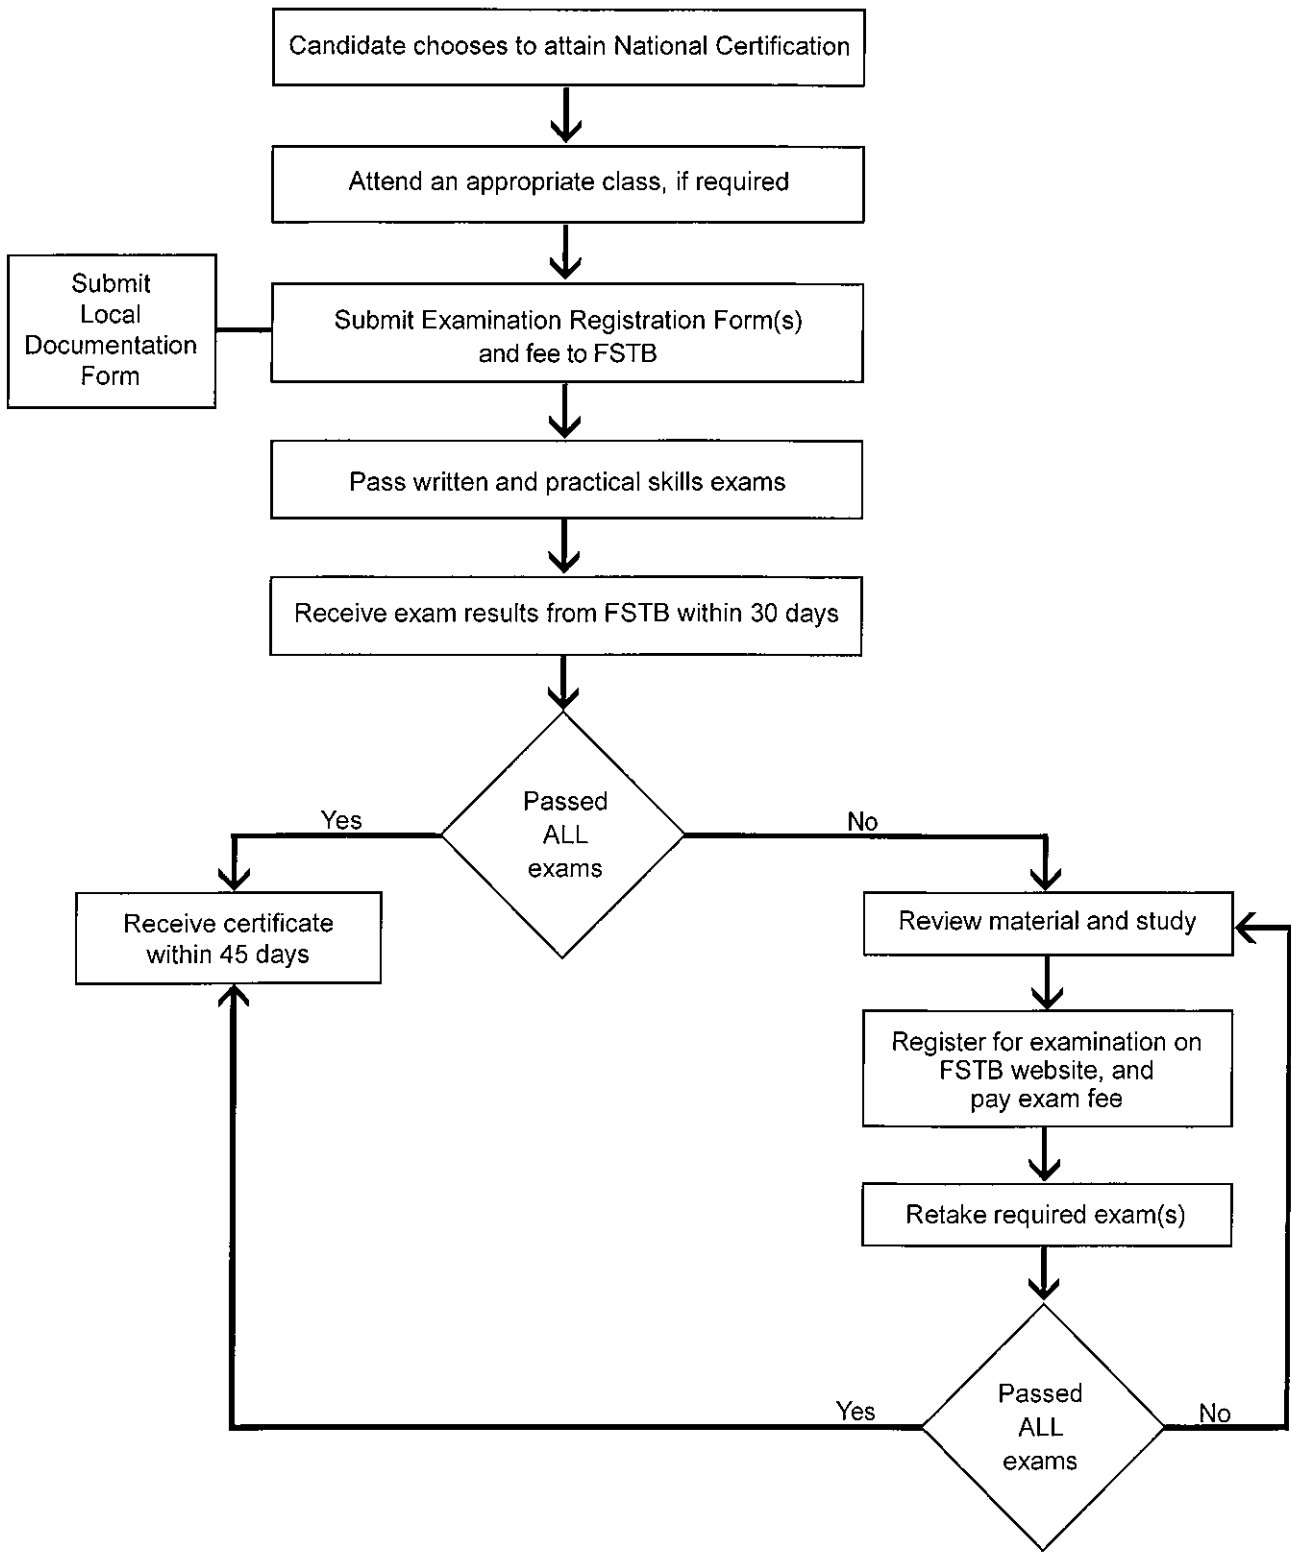 Candidate chooses to attain National Certification
Attend an appropriate class, if required
Submit
Local
Documentation
Form
Submit Examination Registration Form(s)
and fee to FSTB
Pass written and practical skills exams
Receive exam results from FSTB within 30 days
Passed
ALL
exams
Yes
No
Receive certificate
within 45 days
Review material and study
Register for examination on
FSTB website, and
pay exam fee
Retake required exam(s)
Passed
ALL
exams
Yes
No